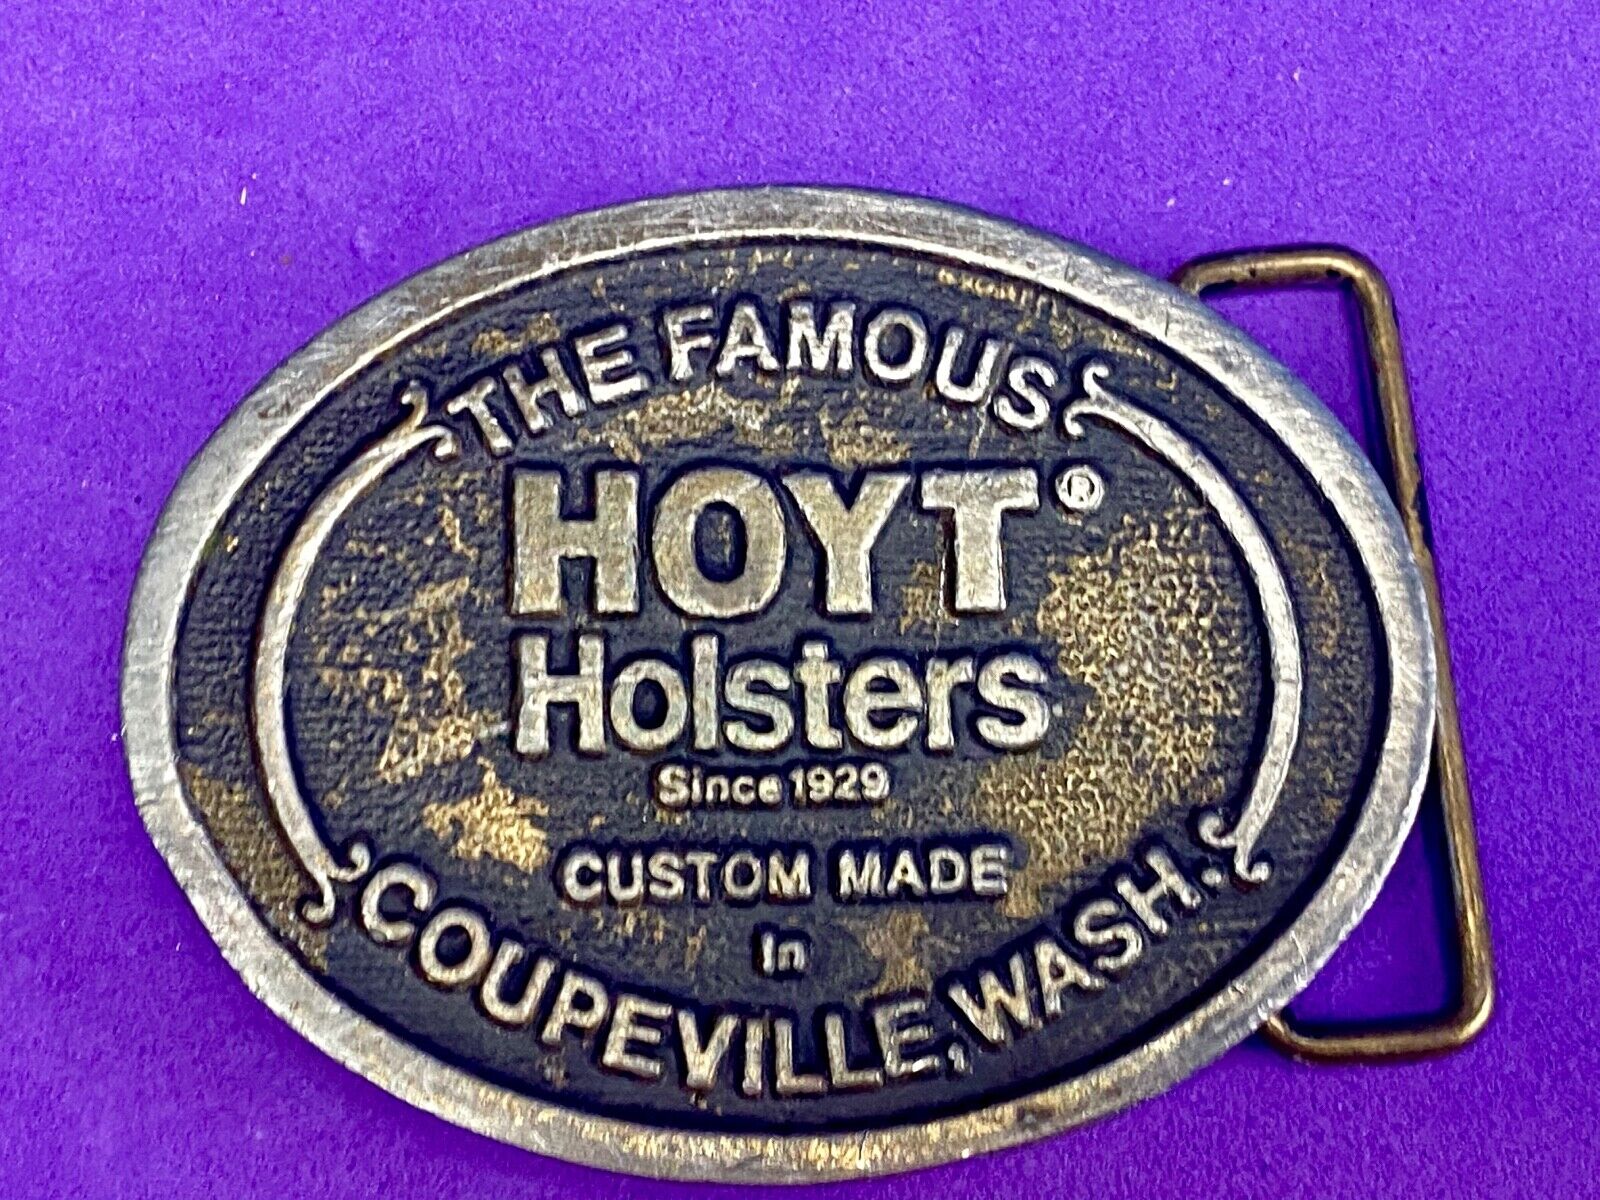 THE FAMOUS
HOYT®
Holsters
Since 1929
CUSTOM MADE
In
COUPEVILLE, WASH.